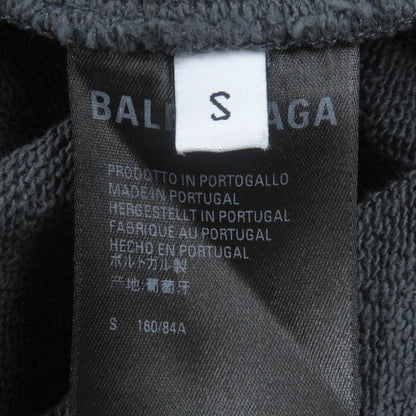 S
BAL AGA
PRODOTTO IN PORTOGALLO
MADE IN PORTUGAL
HERGESTELLT IN PORTUGAL
FABRIQUE AU PORTUGAL
HECHO EN PORTUGAL
ポルトガル製
产地:葡萄牙
S 160/84A